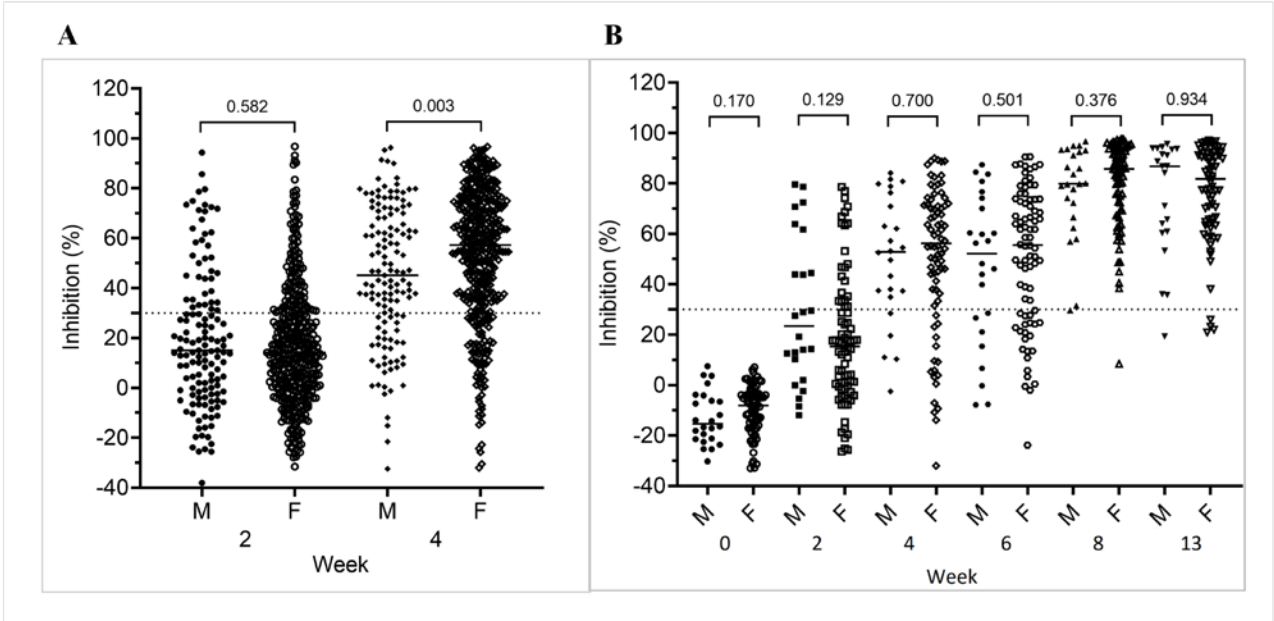 A
120
100
80
60
40
20
0
-20
-40
Inhibition (%)
0.582
0.003
M F M F
2 4
Week
B
120
100
80
60
40
20
0
-20
-40
Inhibition (%)
0.170 0.129 0.700 0.501 0.376 0.934
M F M F M F M F M F M F
0 2 4 6 8 13
Week